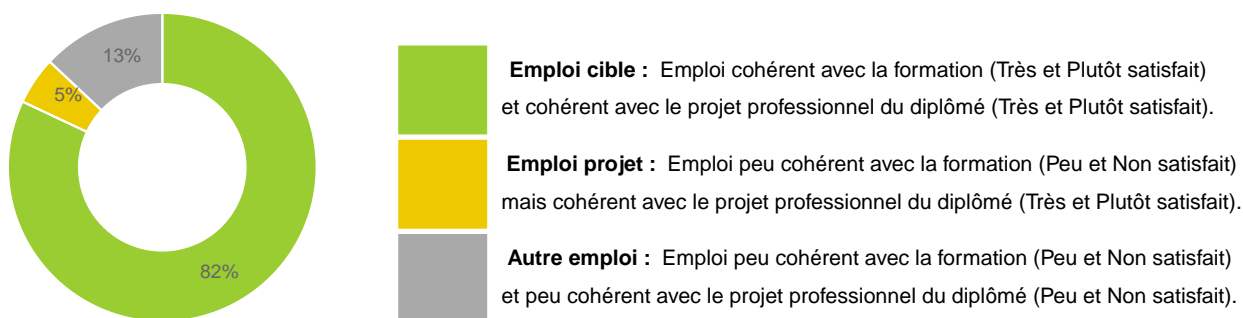 13%
5%
82%
Emploi cible : Emploi cohérent avec la formation (Très et Plutôt satisfait)
et cohérent avec le projet professionnel du diplômé (Très et Plutôt satisfait).
Emploi projet : Emploi peu cohérent avec la formation (Peu et Non satisfait)
mais cohérent avec le projet professionnel du diplômé (Très et Plutôt satisfait).
Autre emploi : Emploi peu cohérent avec la formation (Peu et Non satisfait)
et peu cohérent avec le projet professionnel du diplômé (Peu et Non satisfait).